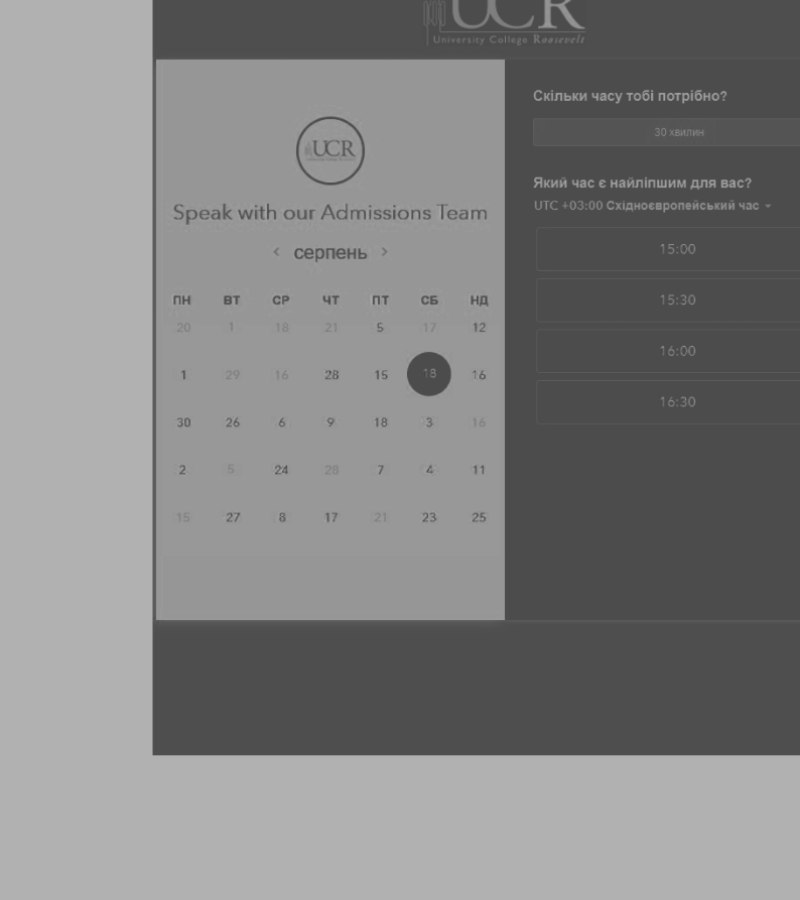 UCR
University College Roosevelt
UCR
Speak with our Admissions Team
‹ серпень ›
ПН ВТ СР ЧТ ПТ СБ НД
20 1 18 21 5 17 12
1 29 16 28 15 18 16
30 26 6 9 18 3 16
2 5 24 28 7 4 11
15 27 8 17 21 23 25
Скільки часу тобі потрібно?
30 хвилин
Який час є найліпшим для вас?
UTC +03:00 Східноєвропейський час
15:00
15:30
16:00
16:30